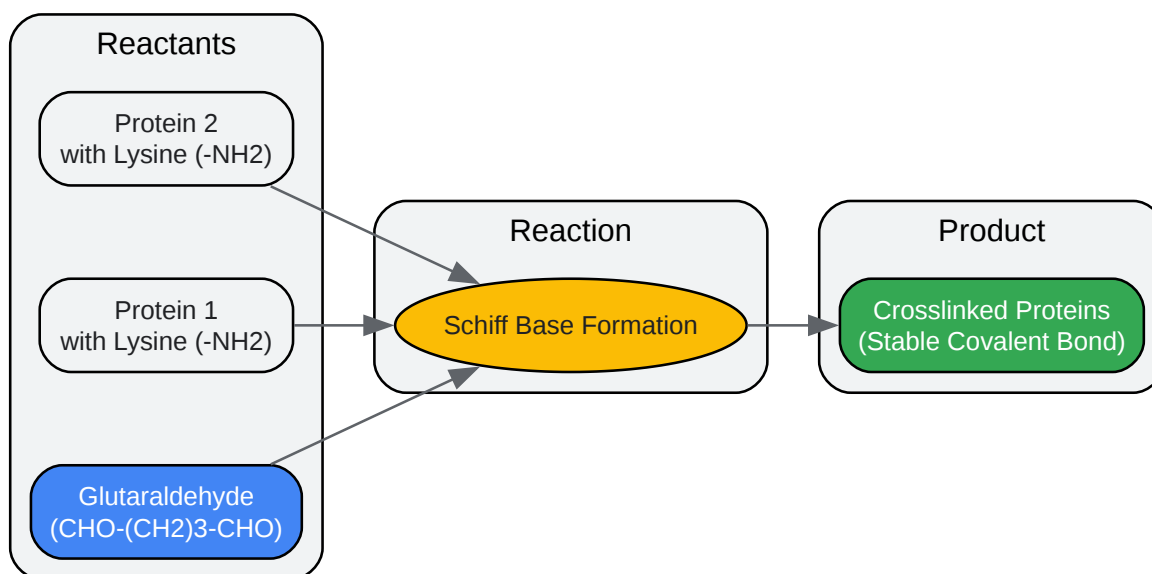 Reactants
Protein 2
with Lysine (-NH2)
Protein 1
with Lysine (-NH2)
Glutaraldehyde
(CHO-(CH2)3-CHO)
Reaction
Schiff Base Formation
Product
Crosslinked Proteins
(Stable Covalent Bond)